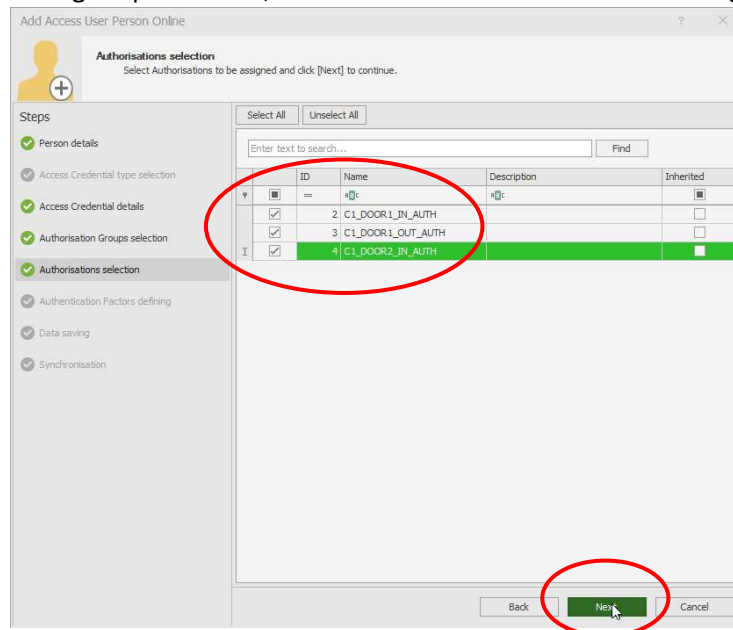 Add Access User Person Online
Authorisations selection
Select Authorisations to be assigned and click [Next] to continue.
Steps
Person details
Access Credential type selection
Access Credential details
Authorisation Groups selection
Authorisations selection
Authentication Factors defining
Data saving
Synchronisation
Select All Unselect All
Enter text to search... Find
ID Name Description Inherited
=
2 C1_DOOR1_IN_AUTH
3 C1_DOOR1_OUT_AUTH
4 C1_DOOR2_IN_AUTH
Back Next Cancel